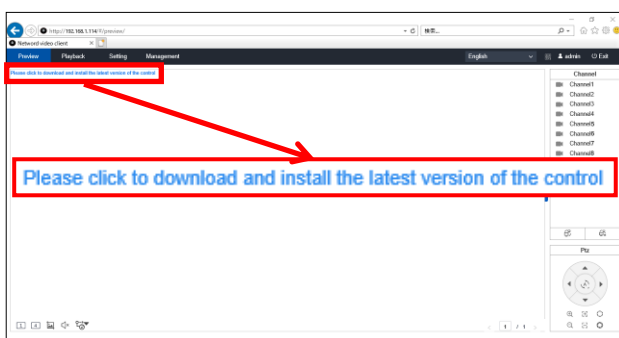 http://192.168.1.114/#/preview/
検索...
Network video client
Preview Playback Setting Management English admin Exit
Please click to download and install the latest version of the control
Channel
Channel1
Channel2
Channel3
Channel4
Channel5
Channel6
Channel7
Channel8
Please click to download and install the latest version of the control
Ptz
1 / 1